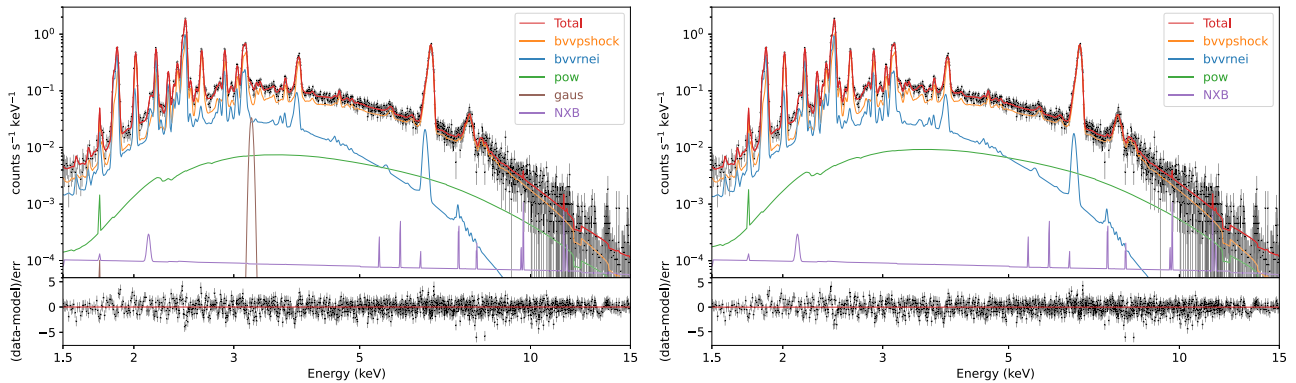 Total
bvvpshock
bvvrnei
pow
gaus
NXB
10⁰
10⁻¹
10⁻²
10⁻³
10⁻⁴
counts s⁻¹ keV⁻¹
5
0
−5
(data-model)/err
1.5
2
3
5
10
15
Energy (keV)
Total
bvvpshock
bvvrnei
pow
NXB
10⁰
10⁻¹
10⁻²
10⁻³
10⁻⁴
counts s⁻¹ keV⁻¹
5
0
−5
(data-model)/err
1.5
2
3
5
10
15
Energy (keV)